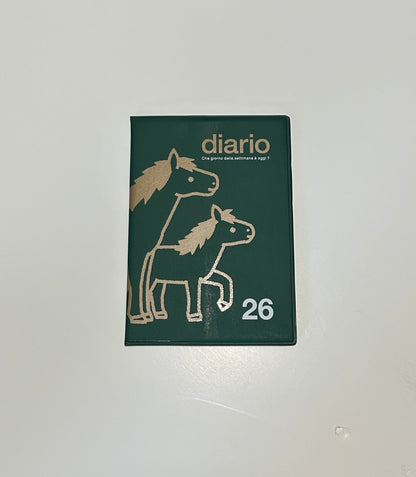 diario
Che giorno della settimana è oggi ?
26